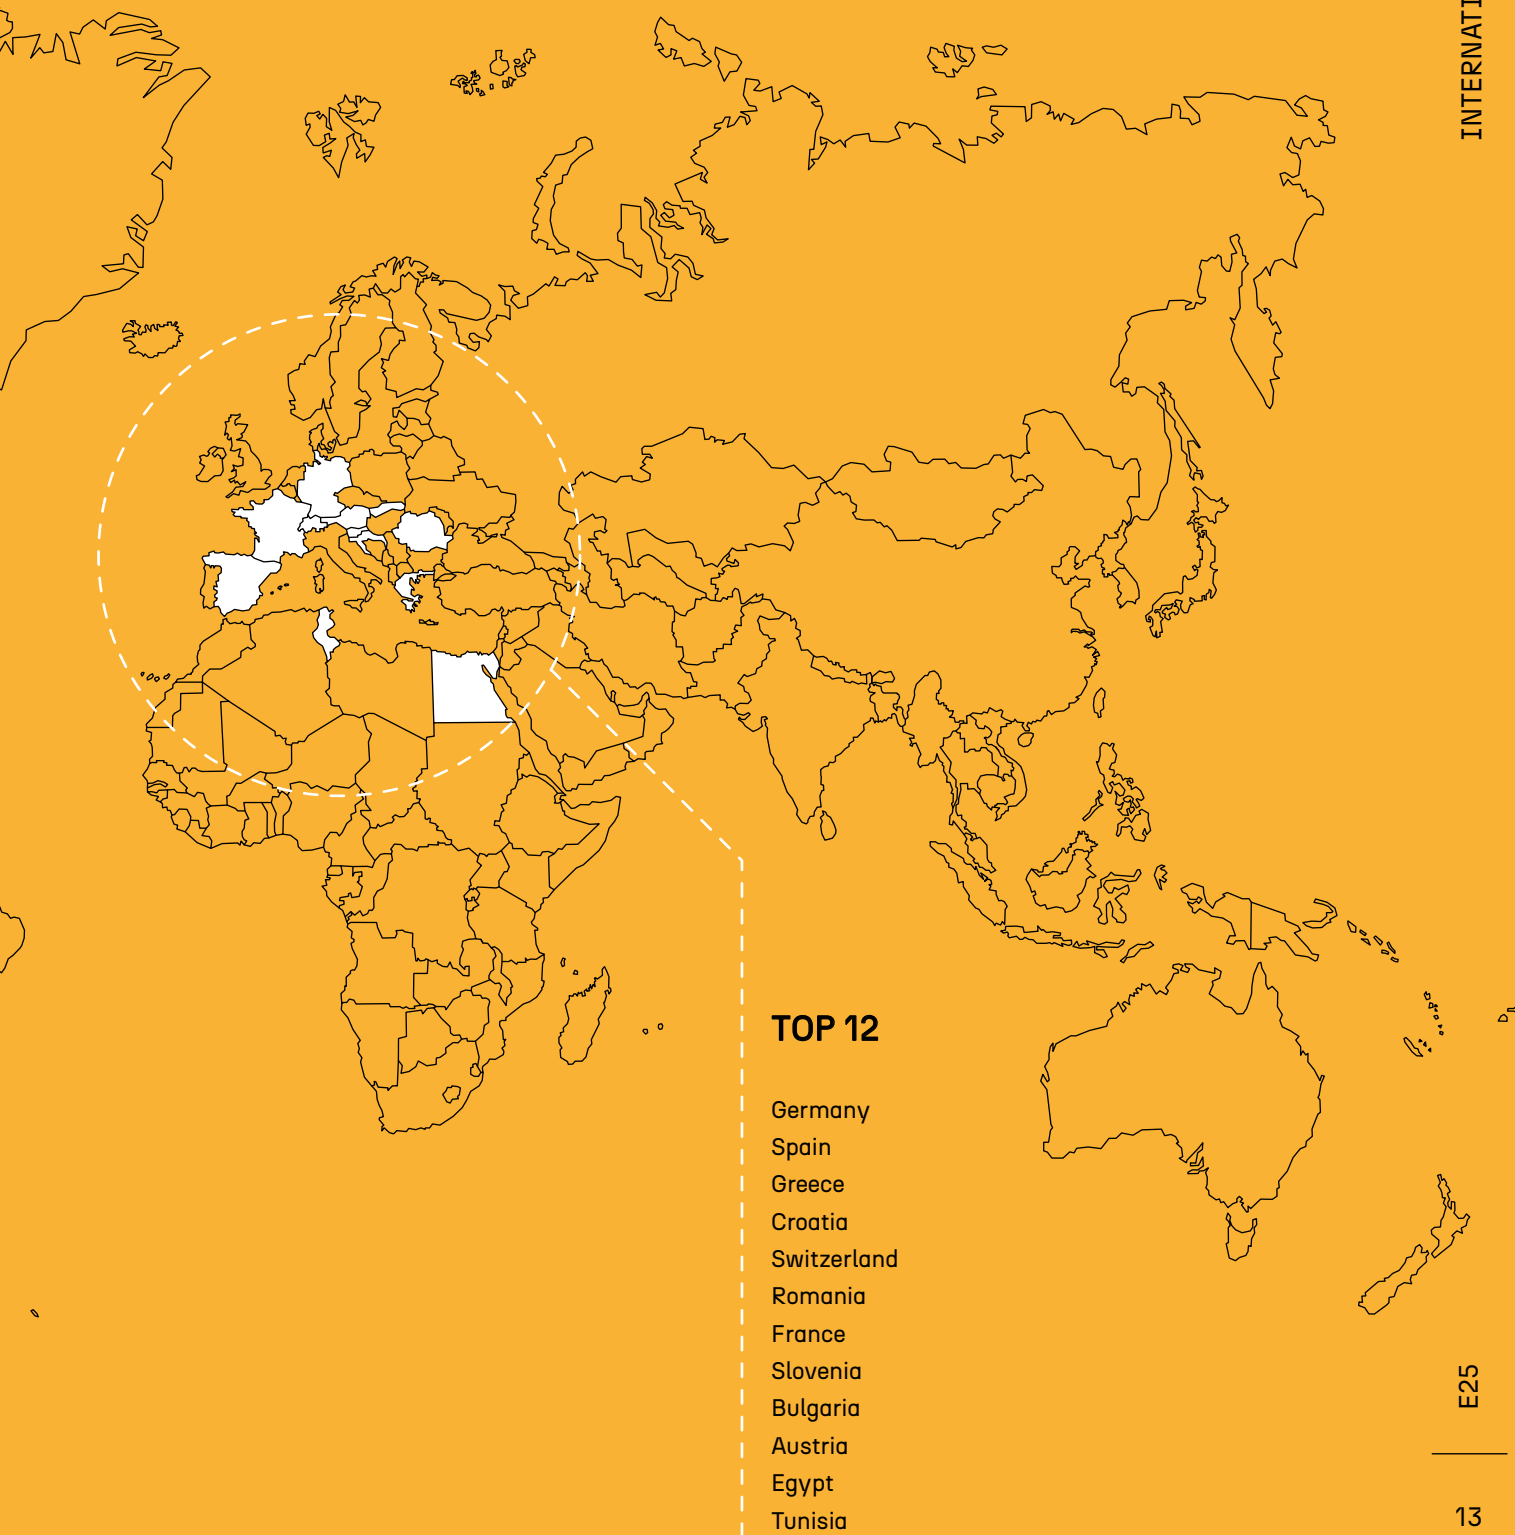 INTERNATI
TOP 12
Germany
Spain
Greece
Croatia
Switzerland
Romania
France
Slovenia
Bulgaria
Austria
Egypt
Tunisia
E25
13